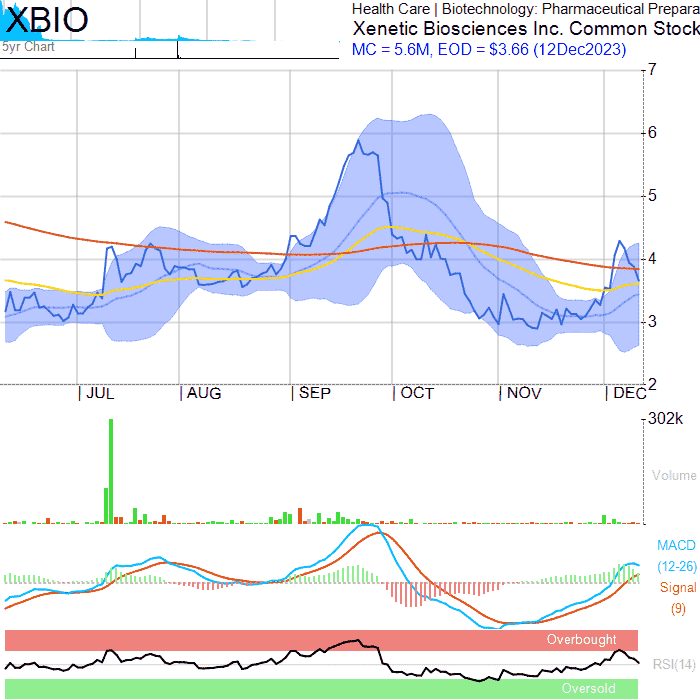 XBIO
5yr Chart
Health Care | Biotechnology: Pharmaceutical Prepara
Xenetic Biosciences Inc. Common Stock
MC = 5.6M, EOD = $3.66 (12Dec2023)
7
6
5
4
3
2
JUL AUG SEP OCT NOV DEC
302k
Volume
MACD
(12-26)
Signal
(9)
Overbought
RSI(14)
Oversold